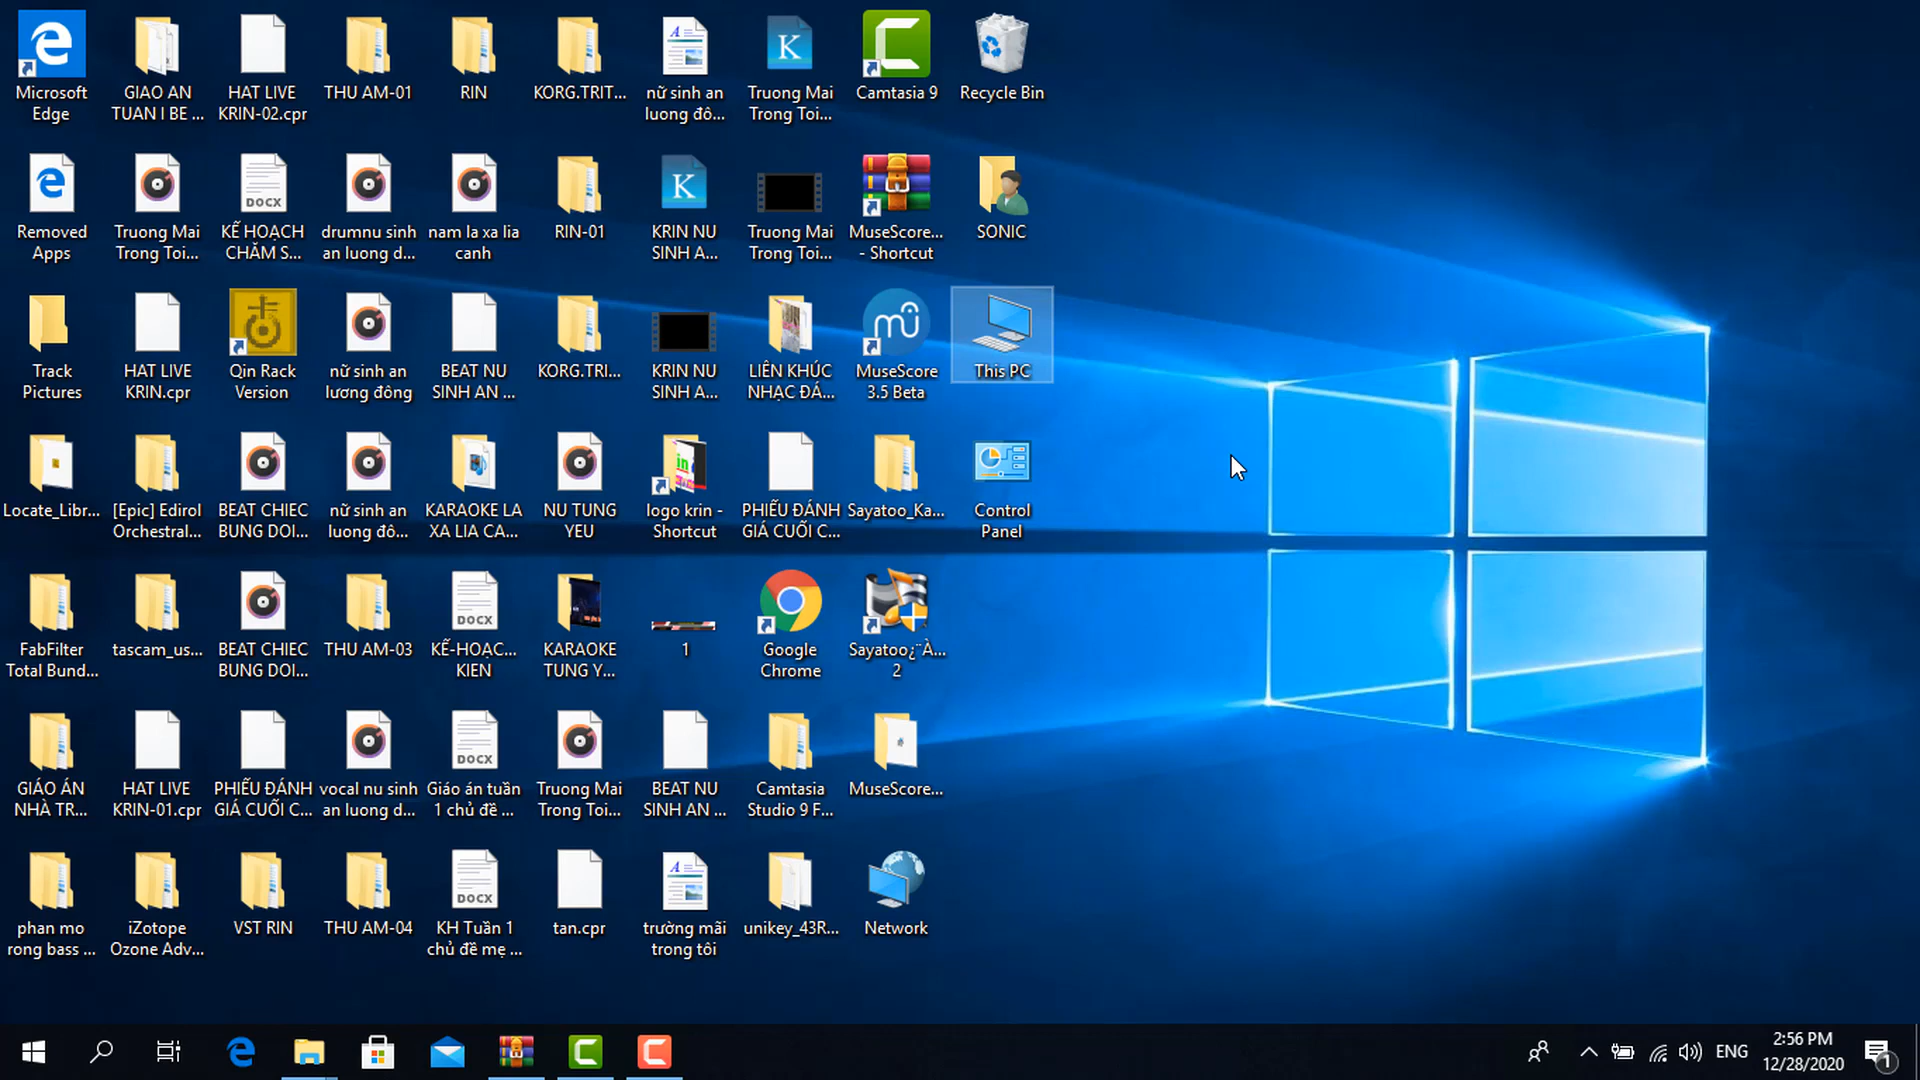 Microsoft
Edge
GIAO AN
TUAN I BE ...
HAT LIVE
KRIN-02.cpr
THU AM-01
RIN
KORG.TRIT...
nữ sinh an
luong đô...
Truong Mai
Trong Toi...
Camtasia 9
Recycle Bin
Removed
Apps
Truong Mai
Trong Toi...
DOCX
KẾ HOẠCH
CHĂM S...
drumnu sinh
an luong d...
nam la xa lia
canh
RIN-01
KRIN NU
SINH A...
Truong Mai
Trong Toi...
MuseScore...
- Shortcut
SONIC
Track
Pictures
HAT LIVE
KRIN.cpr
Qin Rack
Version
nữ sinh an
lương đông
BEAT NU
SINH AN ...
KORG.TRI...
KRIN NU
SINH A...
LIÊN KHÚC
NHẠC ĐÁ...
MuseScore
3.5 Beta
This PC
Locate_Libr...
[Epic] Edirol
Orchestral...
BEAT CHIEC
BUNG DOI...
nữ sinh an
luong đô...
KARAOKE LA
XA LIA CA...
NU TUNG
YEU
logo krin -
Shortcut
PHIẾU ĐÁNH
GIÁ CUỐI C...
Sayatoo_Ka...
Control
Panel
FabFilter
Total Bund...
tascam_us...
BEAT CHIEC
BUNG DOI...
THU AM-03
DOCX
KẾ-HOẠC...
KIEN
KARAOKE
TUNG Y...
1
Google
Chrome
Sayatoo¿¨À...
2
GIÁO ÁN
NHÀ TR...
HAT LIVE
KRIN-01.cpr
PHIẾU ĐÁNH
GIÁ CUỐI C...
vocal nu sinh
an luong d...
DOCX
Giáo án tuần
1 chủ đề ...
Truong Mai
Trong Toi...
BEAT NU
SINH AN ...
Camtasia
Studio 9 F...
MuseScore...
phan mo
rong bass ...
iZotope
Ozone Adv...
VST RIN
THU AM-04
DOCX
KH Tuần 1
chủ đề mẹ ...
tan.cpr
trường mãi
trong tôi
unikey_43R...
Network
ENG
2:56 PM
12/28/2020
1